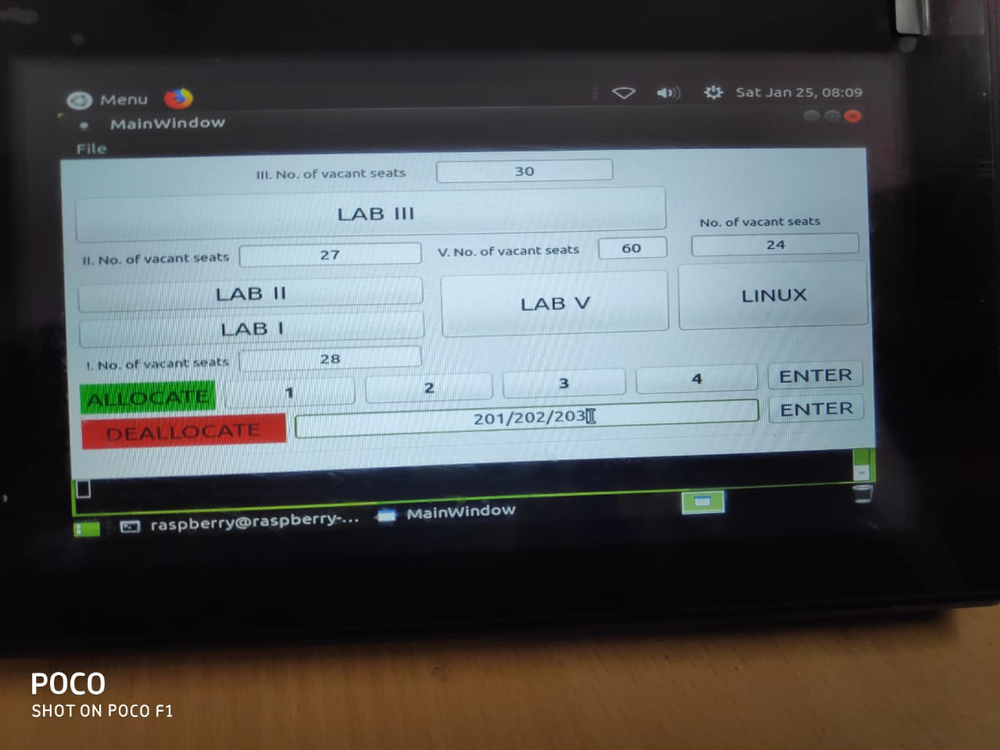 Menu
Sat Jan 25, 08:09
MainWindow
File
III. No. of vacant seats 30
LAB III
No. of vacant seats
II. No. of vacant seats 27 V. No. of vacant seats 60 24
LAB II
LAB V
LINUX
LAB I
I. No. of vacant seats 28
ALLOCATE 1 2 3 4 ENTER
DEALLOCATE 201/202/203 ENTER
raspberry@raspberry-... MainWindow
POCO
SHOT ON POCO F1